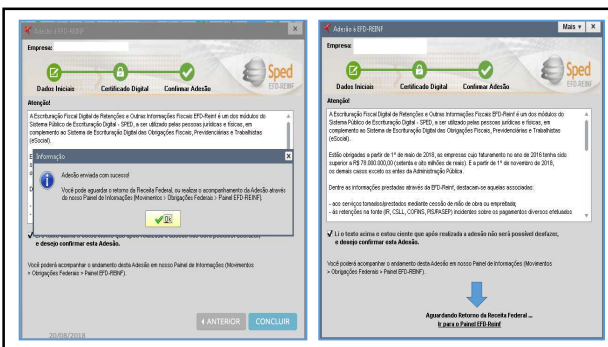 Adesão à EFD-REINF
X
Empresa:
Dados Iniciais
Certificado Digital
Confirmar Adesão
Sped
EFD-REINF
Atenção!
A Escrituração Fiscal Digital de Retenções e Outras Informações Fiscais EFD-Reinf é um dos módulos do
Sistema Público de Escrituração Digital - SPED, a ser utilizado pelas pessoas jurídicas e físicas, em
complemento ao Sistema de Escrituração Digital das Obrigações Fiscais, Previdenciárias e Trabalhistas
(eSocial).
Informação
X
Adesão enviada com sucesso!
Você pode aguardar o retorno da Receita Federal, ou realizar o acompanhamento da Adesão através
do nosso Painel de Informações (Movimentos > Obrigações Federais > Painel EFD-REINF).
Ok
e desejo confirmar esta Adesão.
Você poderá acompanhar o andamento desta Adesão em nosso Painel de Informações (Movimentos
> Obrigações Federais > Painel EFD-REINF).
ANTERIOR
CONCLUIR
20/08/2018
Adesão à EFD-REINF
Mais
X
Empresa:
Dados Iniciais
Certificado Digital
Confirmar Adesão
Sped
EFD-REINF
Atenção!
A Escrituração Fiscal Digital de Retenções e Outras Informações Fiscais EFD-Reinf é um dos módulos do
Sistema Público de Escrituração Digital - SPED, a ser utilizado pelas pessoas jurídicas e físicas, em
complemento ao Sistema de Escrituração Digital das Obrigações Fiscais, Previdenciárias e Trabalhistas
(eSocial).
Estão obrigadas a partir de 1º de maio de 2018, as empresas cujo faturamento no ano de 2016 tenha sido
superior a R$ 78.000.000,00 (setenta e oito milhões de reais). E a partir de 1º de novembro de 2018,
os demais casos exceto os entes da Administração Pública.
Dentre as informações prestadas através da EFD-Reinf, destacam-se aquelas associadas:
- aos serviços tomados/prestados mediante cessão de mão de obra ou empreitada;
- às retenções na fonte (IR, CSLL, COFINS, PIS/PASEP) incidentes sobre os pagamentos diversos efetuados
Li o texto acima e estou ciente que após realizada a adesão não será possível desfazer,
e desejo confirmar esta Adesão.
Você poderá acompanhar o andamento desta Adesão em nosso Painel de Informações (Movimentos
> Obrigações Federais > Painel EFD-REINF).
Aguardando Retorno da Receita Federal ...
Ir para o Painel EFD-Reinf